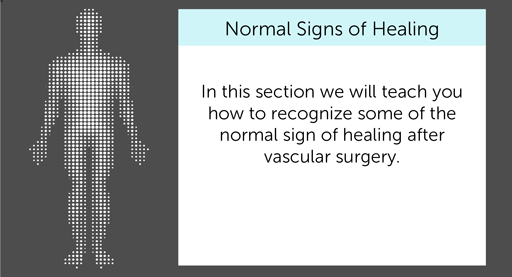 Normal Signs of Healing
In this section we will teach you
how to recognize some of the
normal sign of healing after
vascular surgery.